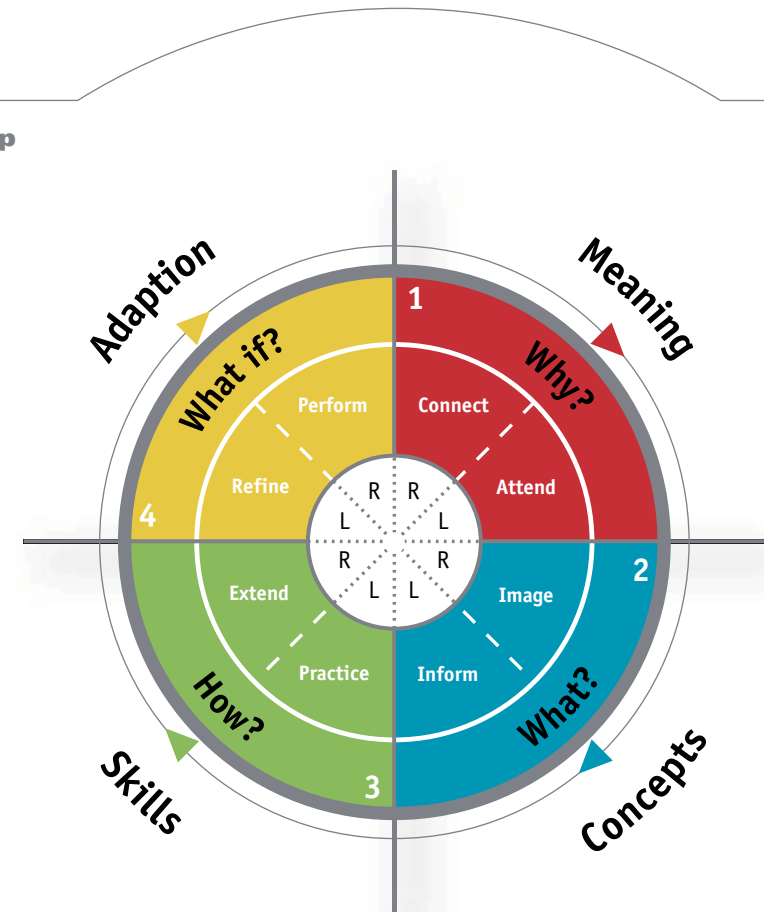 p
Adaption
Meaning
What if?
1
Why?
Perform
Connect
Refine
Attend
4
R
R
L
L
R
R
L
L
2
Extend
Image
Practice
Inform
How?
What?
3
Skills
Concepts